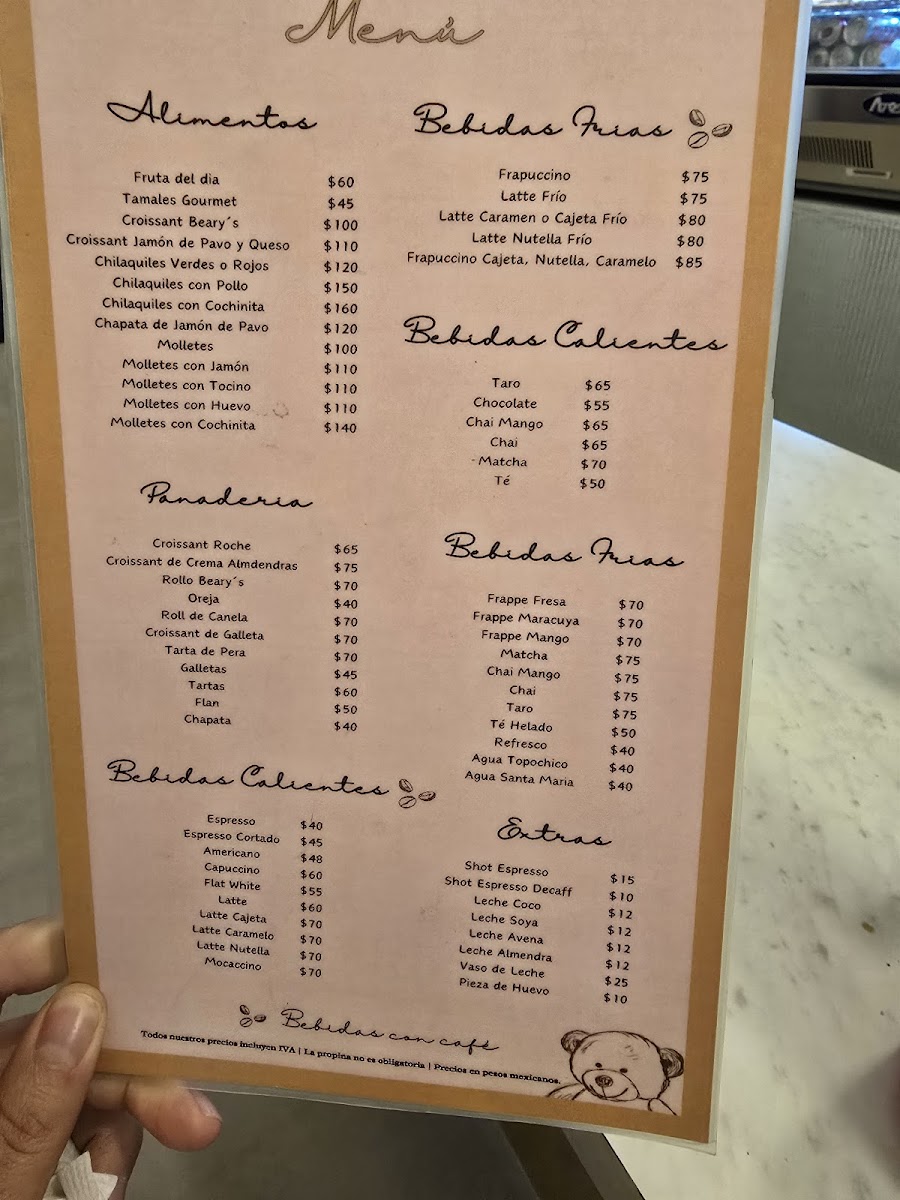 Menú
Alimentos
Fruta del dia $60
Tamales Gourmet $45
Croissant Beary´s $100
Croissant Jamón de Pavo y Queso $110
Chilaquiles Verdes o Rojos $120
Chilaquiles con Pollo $150
Chilaquiles con Cochinita $160
Chapata de Jamón de Pavo $120
Molletes $100
Molletes con Jamón $110
Molletes con Tocino $110
Molletes con Huevo $110
Molletes con Cochinita $140
Panaderia
Croissant Roche $65
Croissant de Crema Almdendras $75
Rollo Beary´s $70
Oreja $40
Roll de Canela $70
Croissant de Galleta $70
Tarta de Pera $70
Galletas $45
Tartas $60
Flan $50
Chapata $40
Bebidas Calientes
Espresso $40
Espresso Cortado $45
Americano $48
Capuccino $60
Flat White $55
Latte $60
Latte Cajeta $70
Latte Caramelo $70
Latte Nutella $70
Mocaccino $70
Bebidas Frias
Frapuccino $75
Latte Frío $75
Latte Caramen o Cajeta Frío $80
Latte Nutella Frío $80
Frapuccino Cajeta, Nutella, Caramelo $85
Bebidas Calientes
Taro $65
Chocolate $55
Chai Mango $65
Chai $65
- Matcha $70
Té $50
Bebidas Frias
Frappe Fresa $70
Frappe Maracuya $70
Frappe Mango $70
Matcha $75
Chai Mango $75
Chai $75
Taro $75
Té Helado $50
Refresco $40
Agua Topochico $40
Agua Santa Maria $40
Extras
Shot Espresso $15
Shot Espresso Decaff $10
Leche Coco $12
Leche Soya $12
Leche Avena $12
Leche Almendra $12
Vaso de Leche $25
Pieza de Huevo $10
Bebidas con café
Todos nuestros precios incluyen IVA | La propina no es obligatoria | Precios en pesos mexicanos.